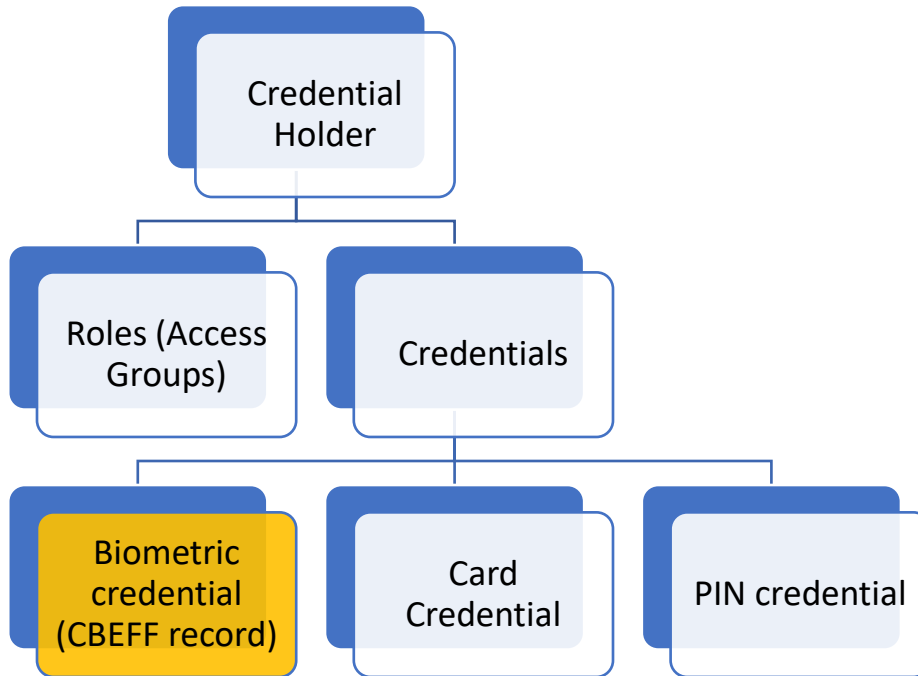 Credential
Holder
Roles (Access
Groups)
Credentials
Biometric
credential
(CBEFF record)
Card
Credential
PIN credential